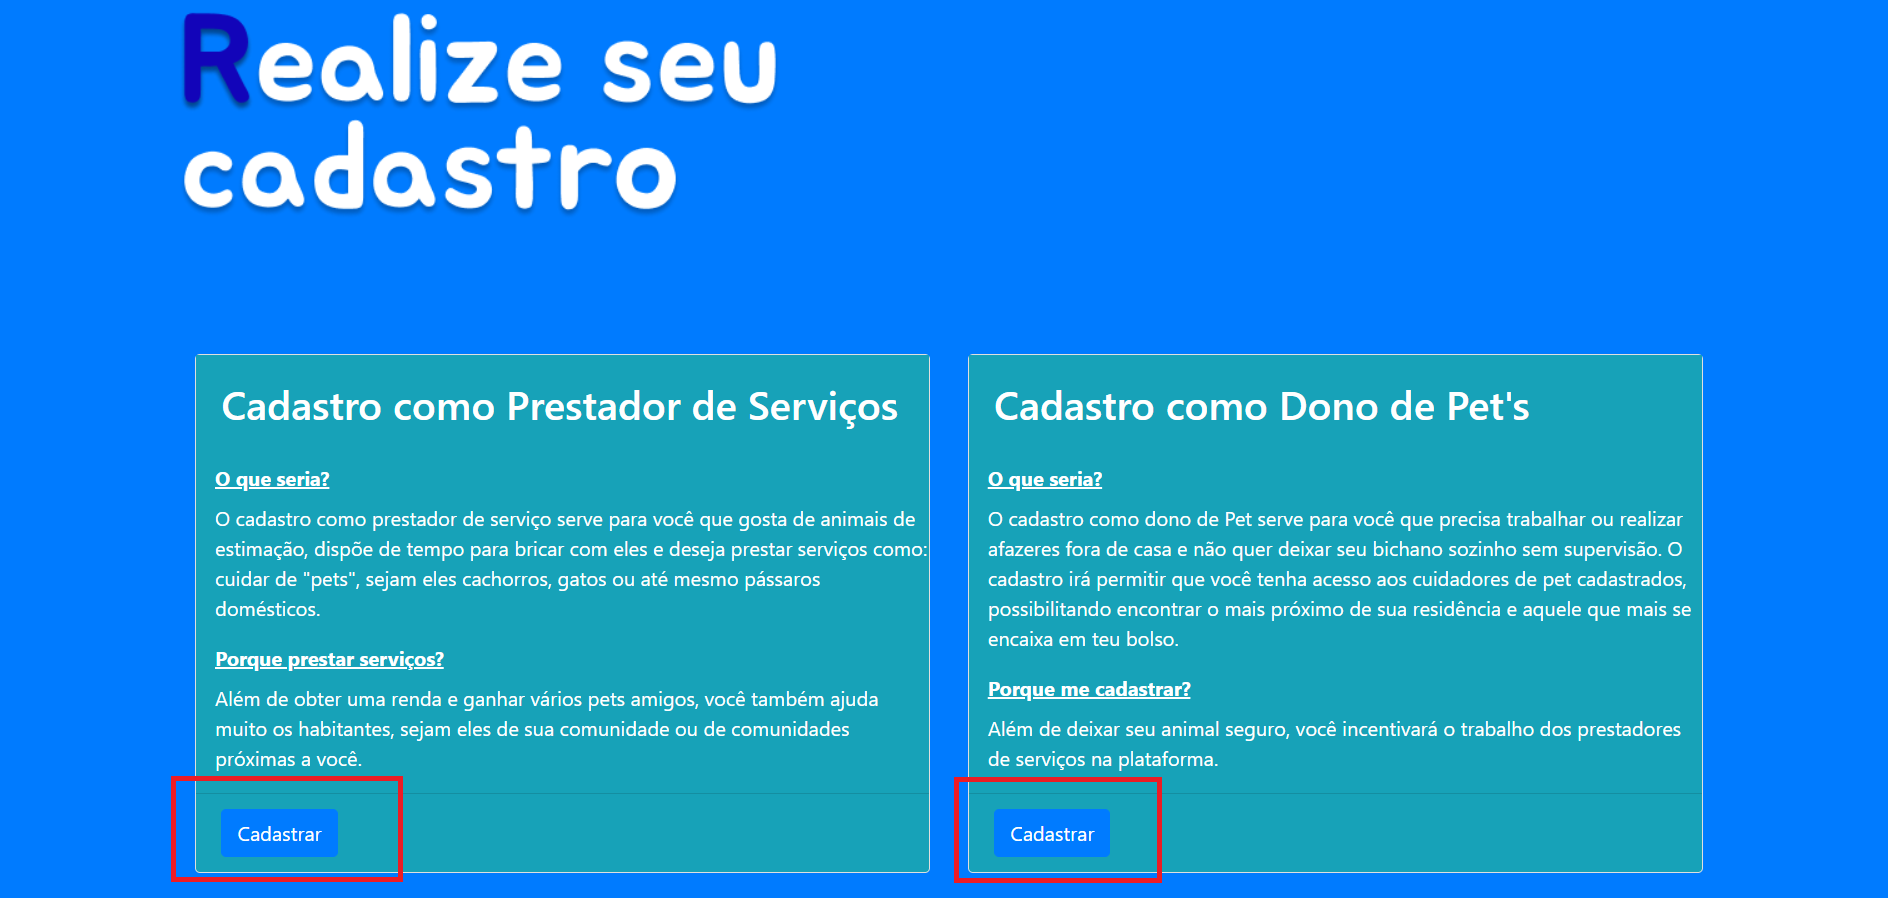 Realize seu
cadastro
Cadastro como Prestador de Serviços
O que seria?
O cadastro como prestador de serviço serve para você que gosta de animais de
estimação, dispõe de tempo para bricar com eles e deseja prestar serviços como:
cuidar de "pets", sejam eles cachorros, gatos ou até mesmo pássaros
domésticos.
Porque prestar serviços?
Além de obter uma renda e ganhar vários pets amigos, você também ajuda
muito os habitantes, sejam eles de sua comunidade ou de comunidades
próximas a você.
Cadastrar
Cadastro como Dono de Pet's
O que seria?
O cadastro como dono de Pet serve para você que precisa trabalhar ou realizar
afazeres fora de casa e não quer deixar seu bichano sozinho sem supervisão. O
cadastro irá permitir que você tenha acesso aos cuidadores de pet cadastrados,
possibilitando encontrar o mais próximo de sua residência e aquele que mais se
encaixa em teu bolso.
Porque me cadastrar?
Além de deixar seu animal seguro, você incentivará o trabalho dos prestadores
de serviços na plataforma.
Cadastrar